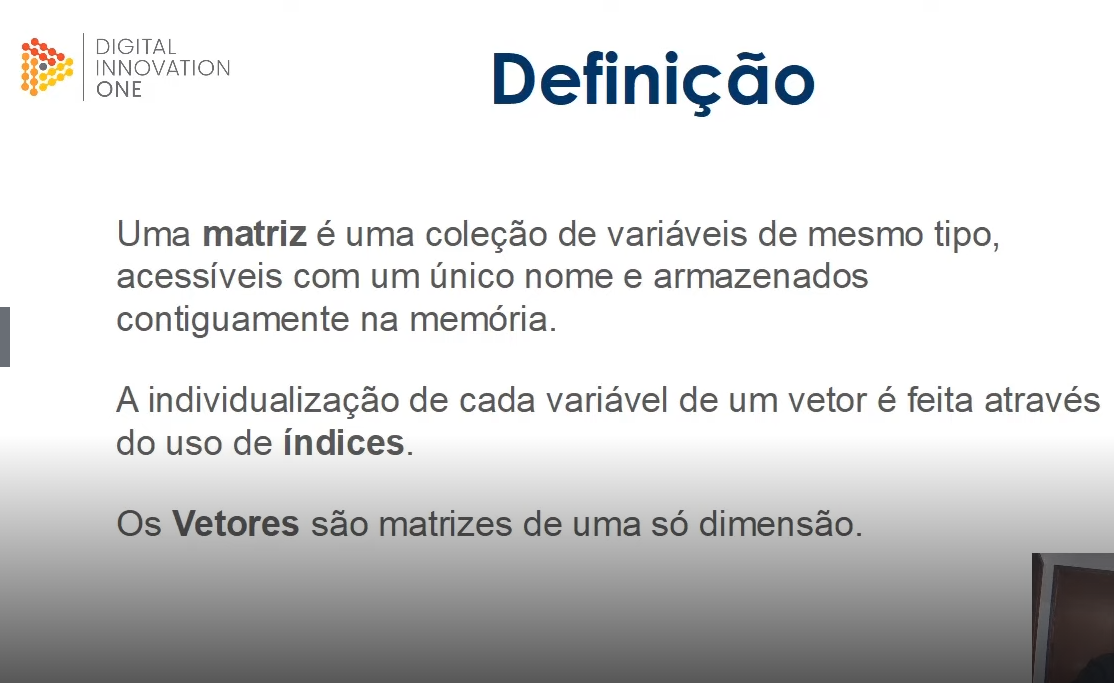 DIGITAL
INNOVATION
ONE
Definição
Uma matriz é uma coleção de variáveis de mesmo tipo,
acessíveis com um único nome e armazenados
contiguamente na memória.
A individualização de cada variável de um vetor é feita através
do uso de índices.
Os Vetores são matrizes de uma só dimensão.